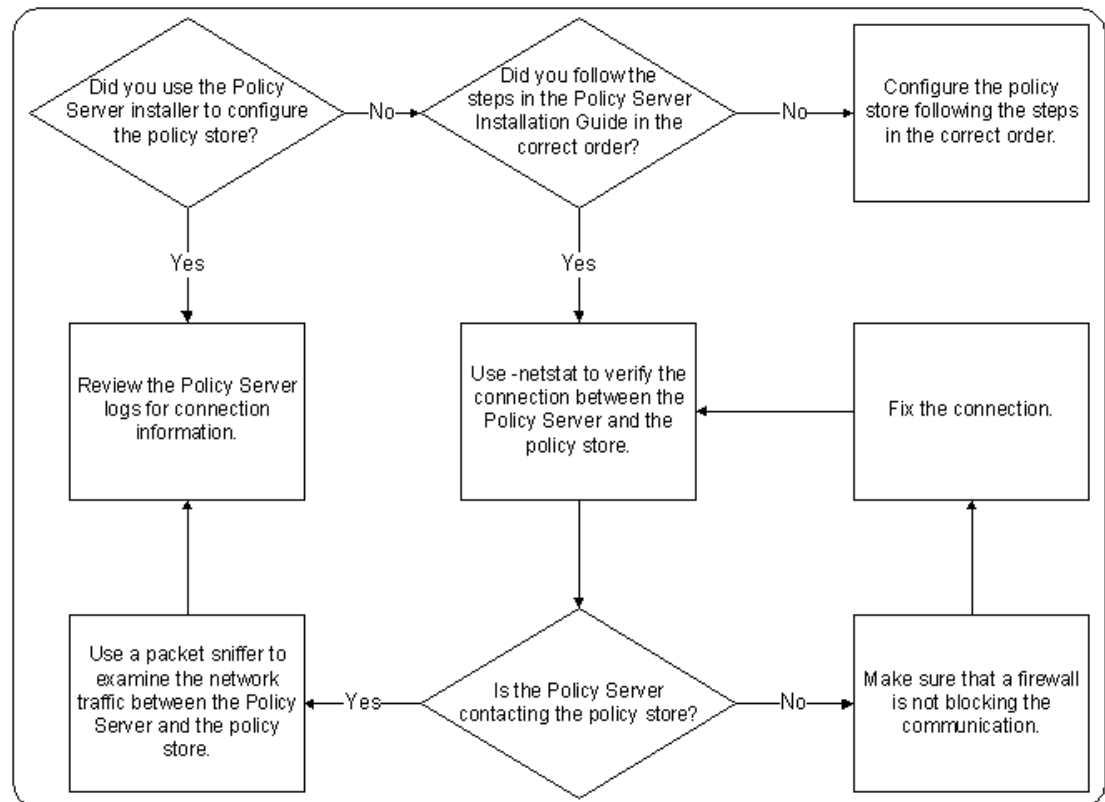 Did you use the Policy
Server installer to configure
the policy store?
No
Did you follow the
steps in the Policy Server
Installation Guide in the
correct order?
No
Configure the policy
store following the steps
in the correct order.
Yes
Yes
Review the Policy Server
logs for connection
information.
Use -netstat to verify the
connection between the
Policy Server and the
policy store.
Fix the connection.
Use a packet sniffer to
examine the network
traffic between the Policy
Server and the policy
store.
Yes
Is the Policy Server
contacting the policy store?
No
Make sure that a firewall
is not blocking the
communication.